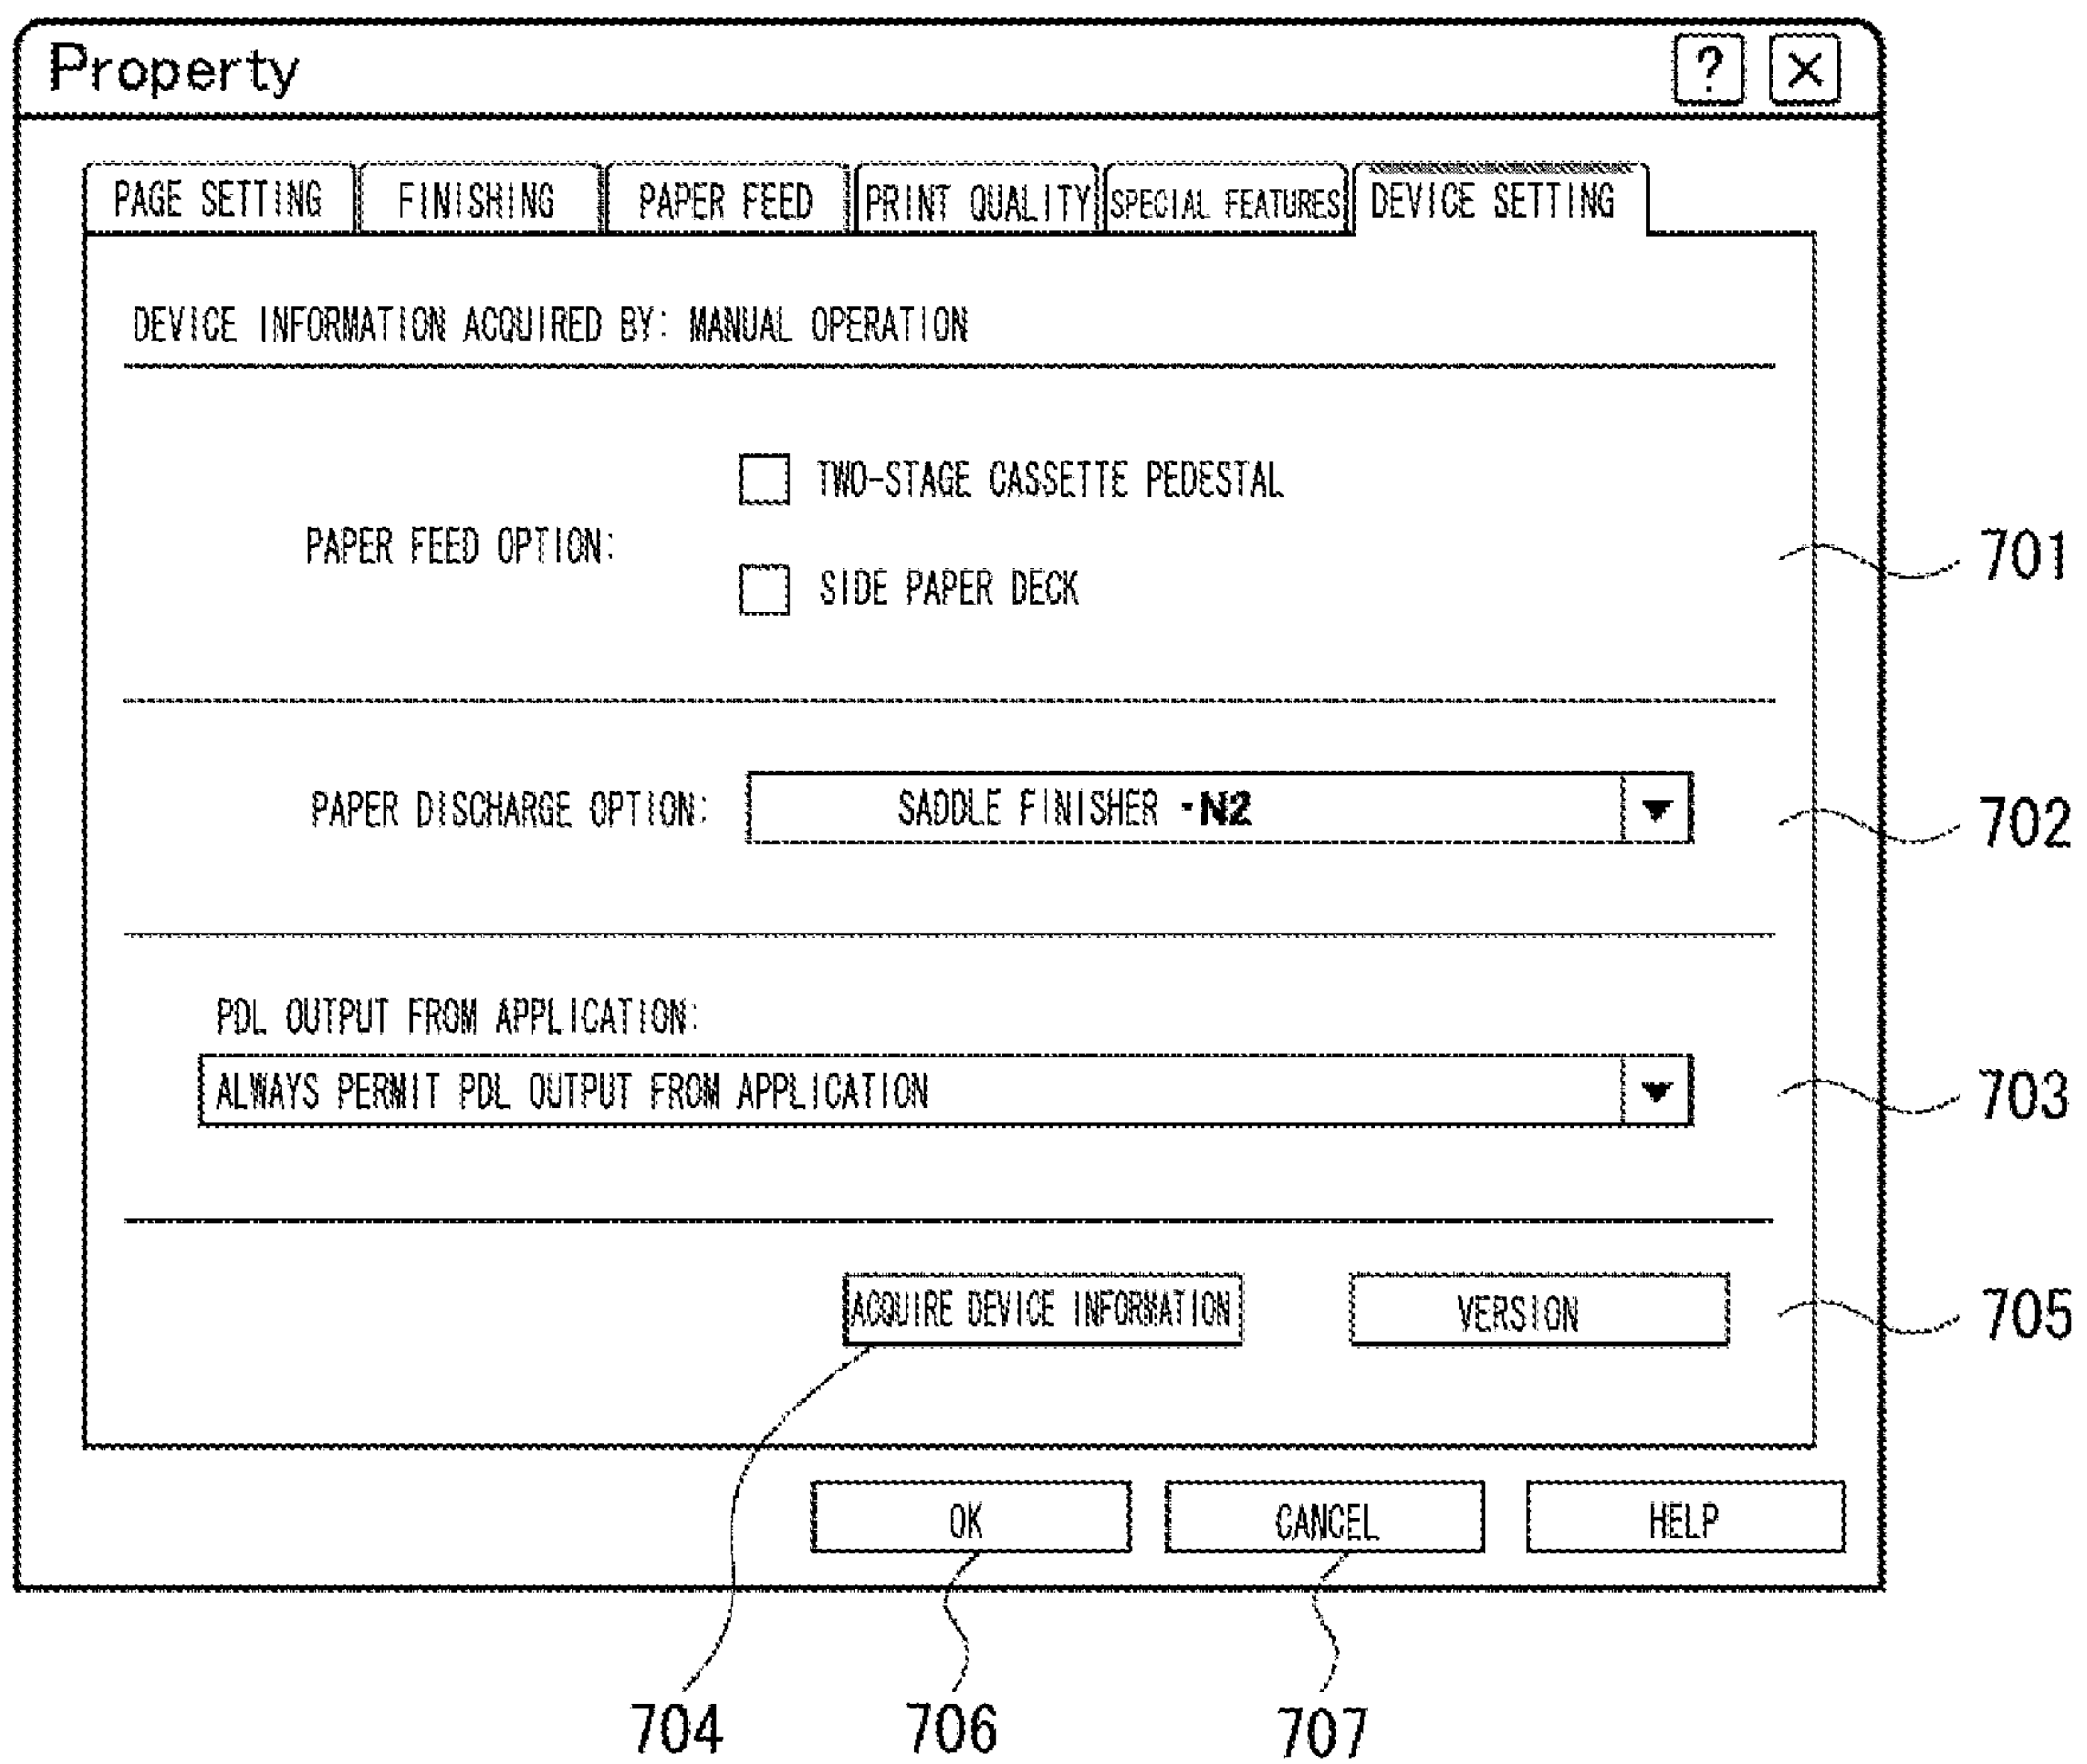 Property ? ×
PAGE SETTING FINISHING PAPER FEED PRINT QUALITY SPECIAL FEATURES DEVICE SETTING
DEVICE INFORMATION ACQUIRED BY: MANUAL OPERATION
TWO-STAGE CASSETTE PEDESTAL
PAPER FEED OPTION:
701
SIDE PAPER DECK
PAPER DISCHARGE OPTION: SADDLE FINISHER -N2
702
PDL OUTPUT FROM APPLICATION:
ALWAYS PERMIT PDL OUTPUT FROM APPLICATION
703
ACQUIRE DEVICE INFORMATION VERSION
705
OK CANCEL HELP
704 706 707